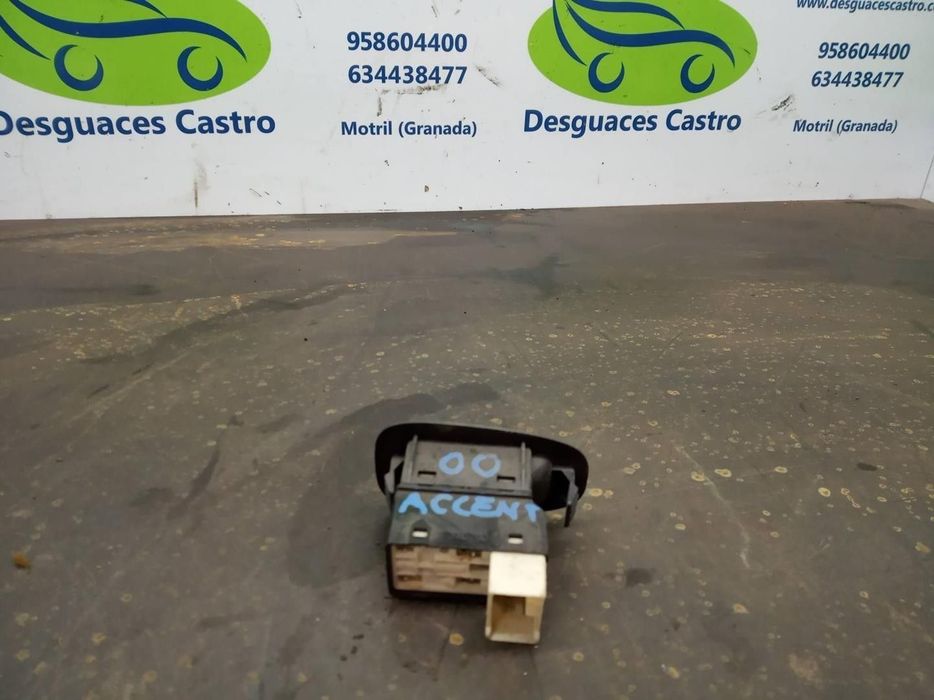 www.desguacescastro.c
958604400
634438477
Desguaces Castro
Motril (Granada)
958604400
634438477
Desguaces Castro
Motril (Granada)
00
ACCENT